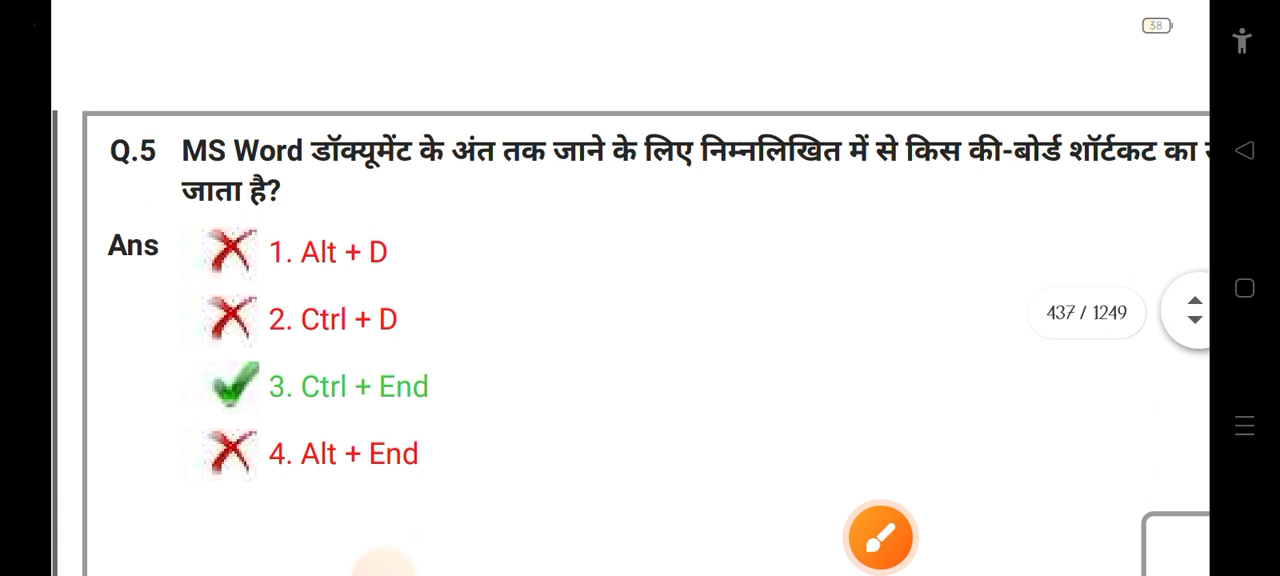 38
Q.5 MS Word डॉक्यूमेंट के अंत तक जाने के लिए निम्नलिखित में से किस की-बोर्ड शॉर्टकट का
जाता है?
Ans 1. Alt + D
2. Ctrl + D
437 / 1249
3. Ctrl + End
4. Alt + End